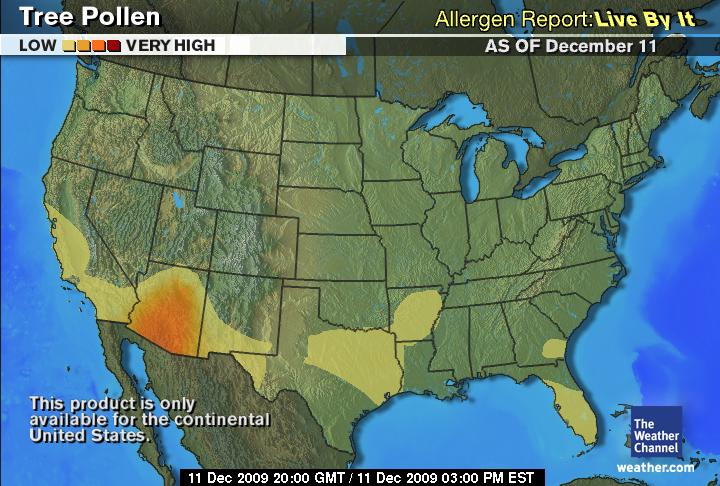 Tree Pollen
Allergen Report:Live By It
LOW VERY HIGH
AS OF December 11
This product is only
available for the continental
United States.
The
Weather
Channel
weather.com
11 Dec 2009 20:00 GMT / 11 Dec 2009 03:00 PM EST